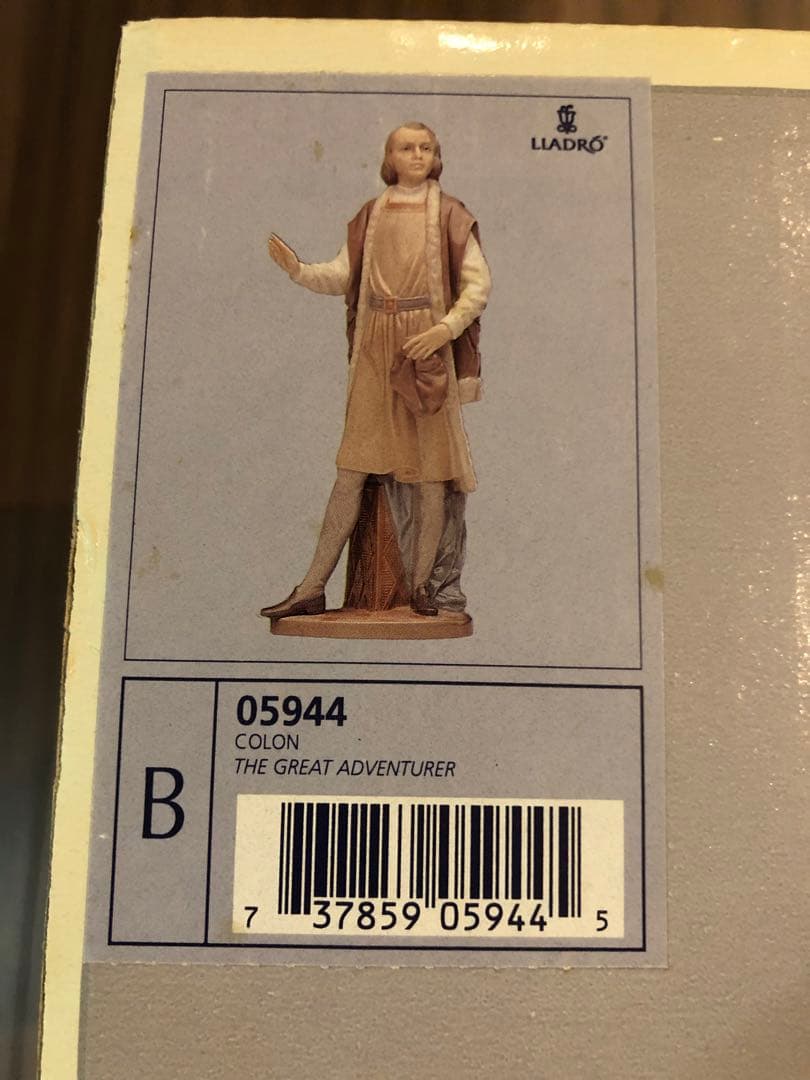 LLADRÓ®
05944
COLON
THE GREAT ADVENTURER
B
7 37859 05944 5